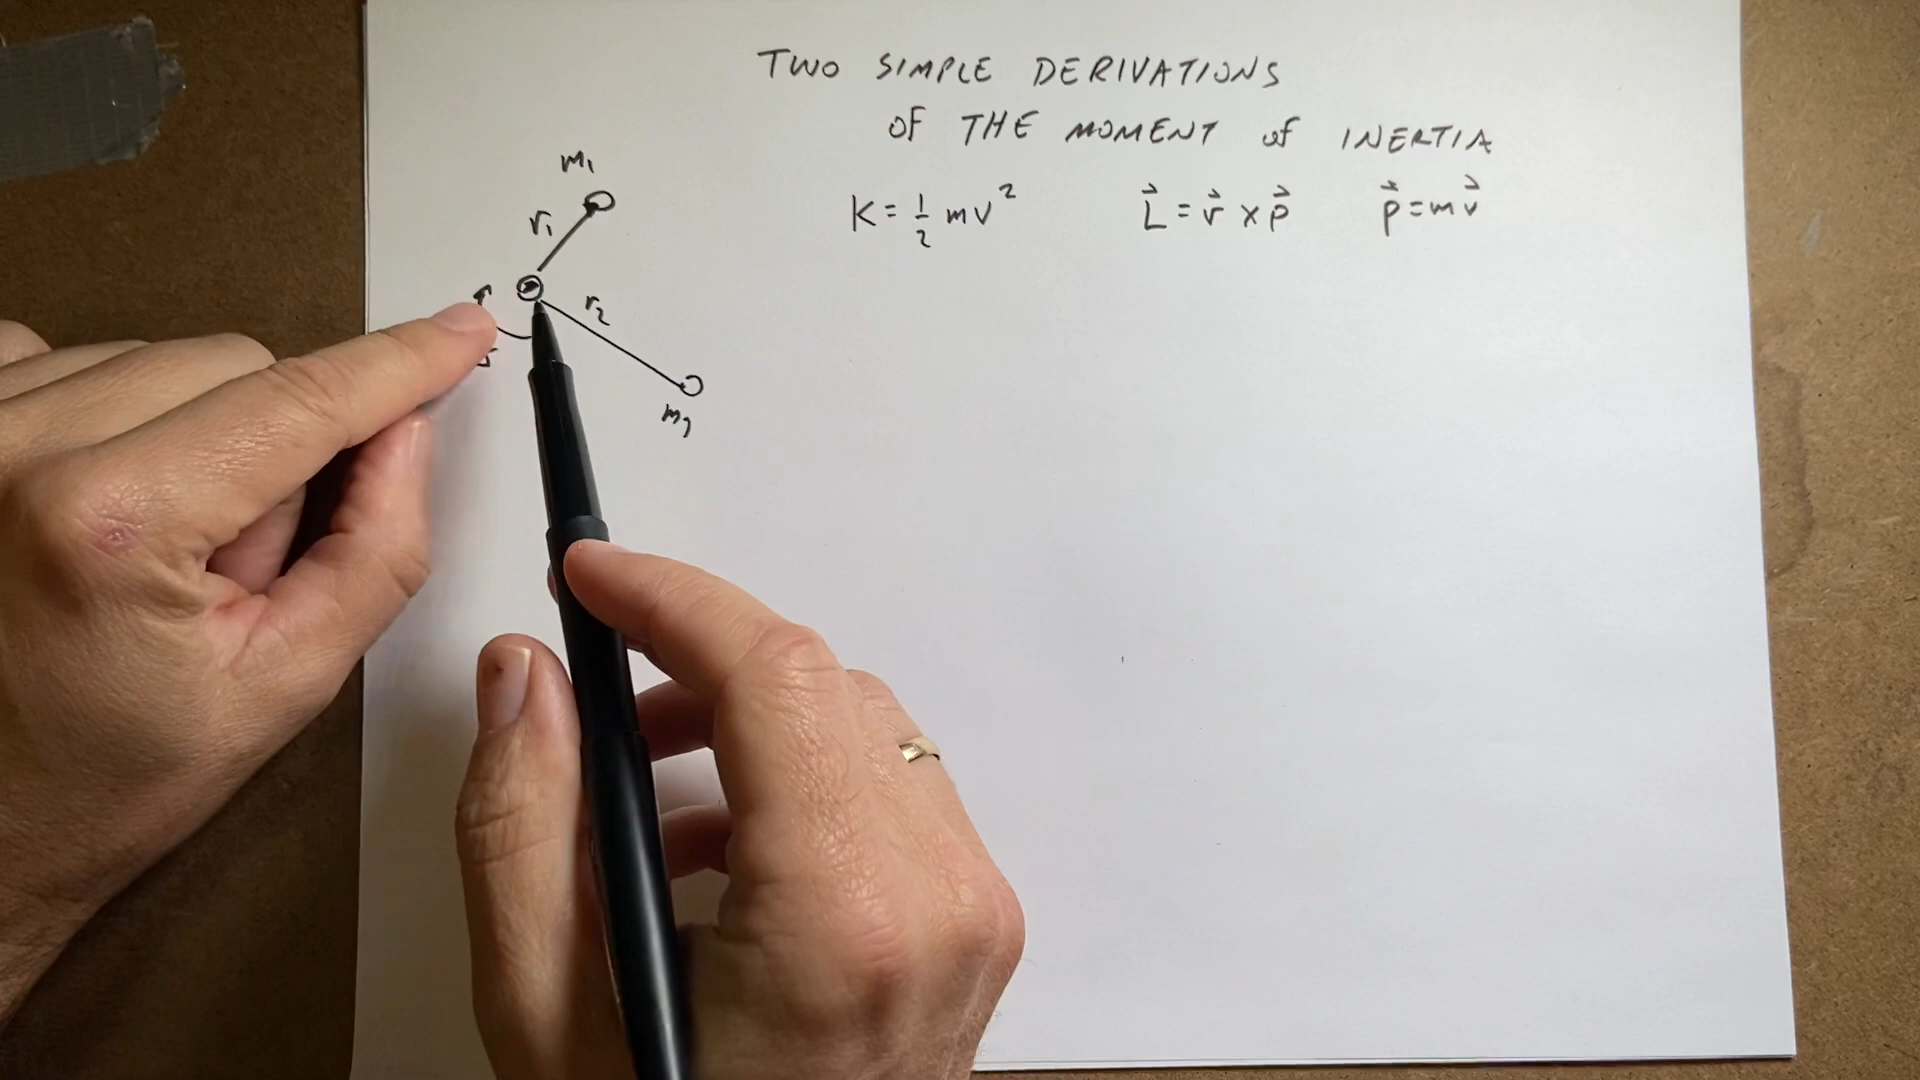 TWO SIMPLE DERIVATIONS
OF THE MOMENT OF INERTIA
K = 1/2 mv² L⃗ = r⃗ × p⃗ p⃗ = mv⃗
m₁
r₁
r₂
m₂